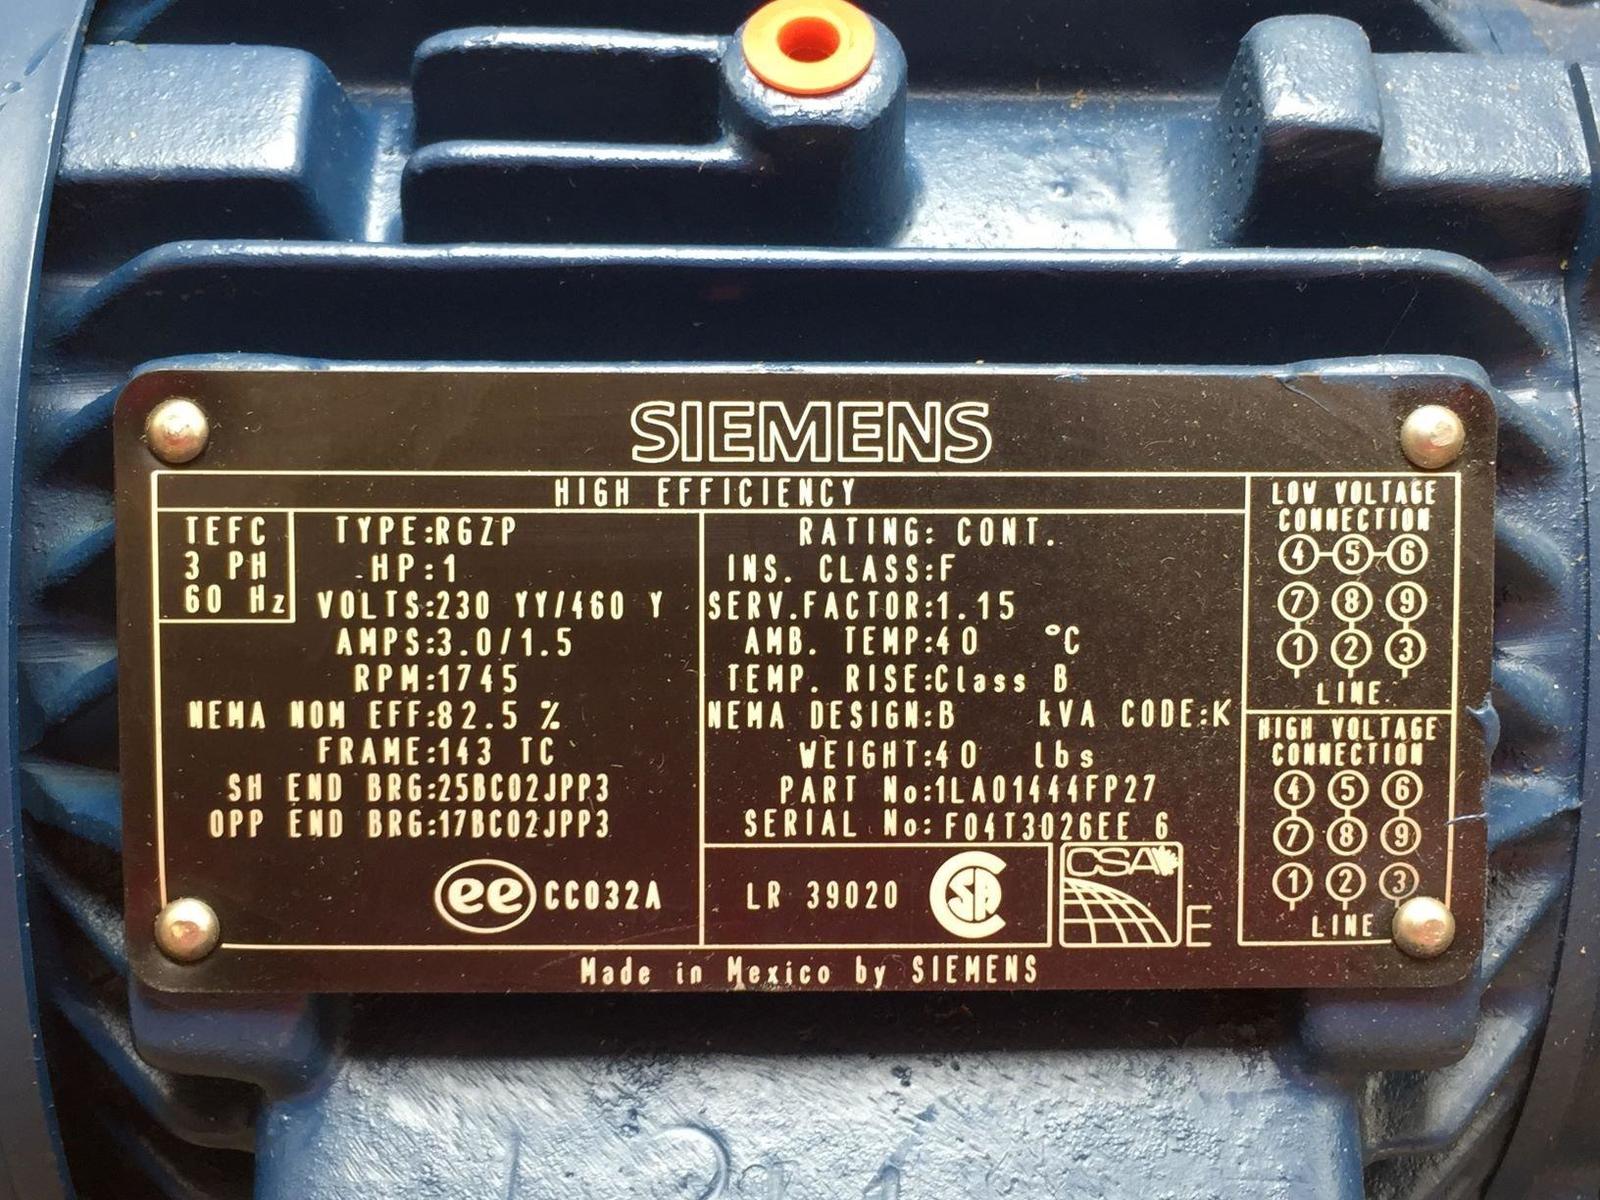 SIEMENS
HIGH EFFICIENCY
TEFC
3 PH
60 Hz
TYPE:RGZP
HP:1
VOLTS:230 YY/460 Y
AMPS:3.0/1.5
RPM:1745
NEMA NOM EFF:82.5 %
FRAME:143 TC
SH END BRG:25BC02JPP3
OPP END BRG:17BC02JPP3
ee CC032A
RATING: CONT.
INS. CLASS:F
SERV.FACTOR:1.15
AMB. TEMP:40 °C
TEMP. RISE:Class B
NEMA DESIGN:B kVA CODE:K
WEIGHT:40 lbs
PART No:1LA01444FP27
SERIAL No: F04T3026EE 6
LR 39020 CSA CSA E
LOW VOLTAGE
CONNECTION
4-5-6
7 8 9
1 2 3
LINE.
HIGH VOLTAGE
CONNECTION
4 5 6
7 8 9
1 2 3
LINE
Made in Mexico by SIEMENS